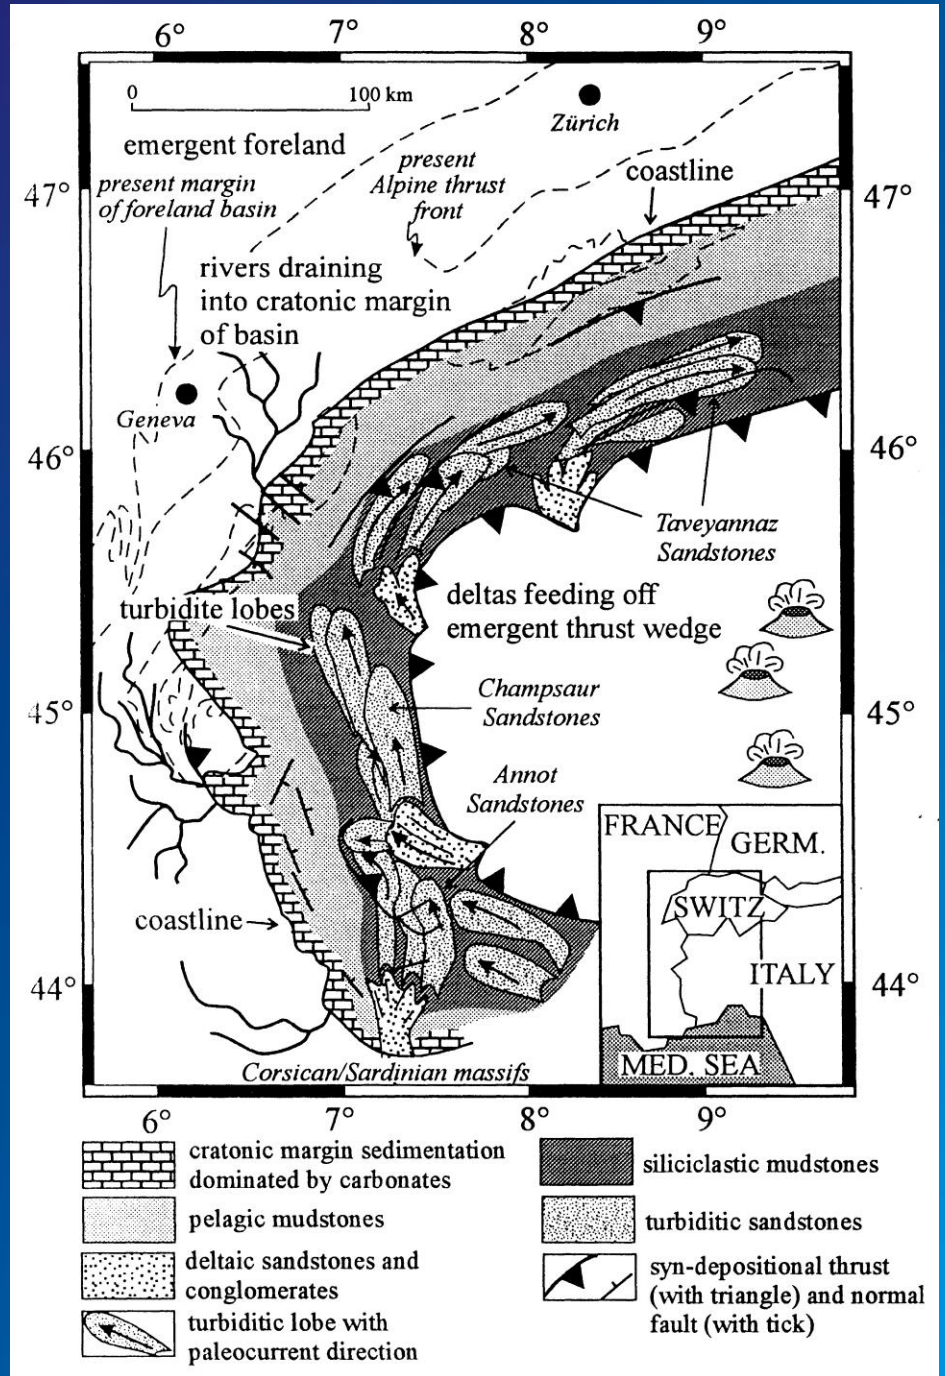 6° 7° 8° 9°
0 100 km
Zürich
emergent foreland
present margin
of foreland basin
present
Alpine thrust
front
coastline
47° 47°
rivers draining
into cratonic margin
of basin
Geneva
46° 46°
Taveyannaz
Sandstones
turbidite lobes
deltas feeding off
emergent thrust wedge
Champsaur
Sandstones
45° 45°
Annot
Sandstones
FRANCE
GERM.
SWITZ
ITALY
MED. SEA
coastline
44° 44°
Corsican/Sardinian massifs
6° 7° 8° 9°
cratonic margin sedimentation
dominated by carbonates
pelagic mudstones
deltaic sandstones and
conglomerates
turbiditic lobe with
paleocurrent direction
siliciclastic mudstones
turbiditic sandstones
syn-depositional thrust
(with triangle) and normal
fault (with tick)